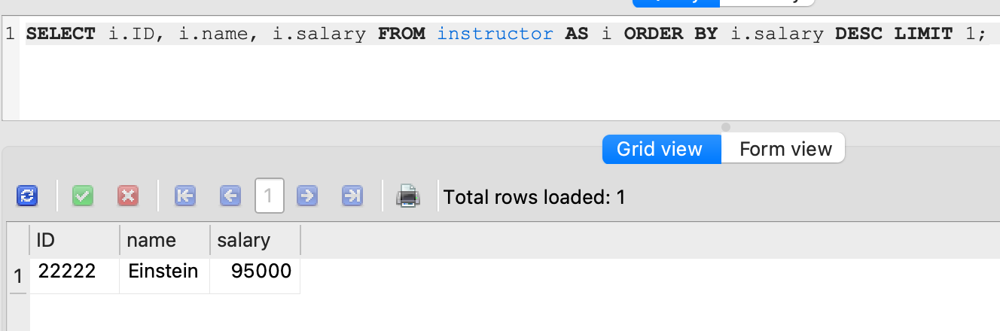 1 SELECT i.ID, i.name, i.salary FROM instructor AS i ORDER BY i.salary DESC LIMIT 1;
Grid view Form view
1 Total rows loaded: 1
ID name salary
1 22222 Einstein 95000